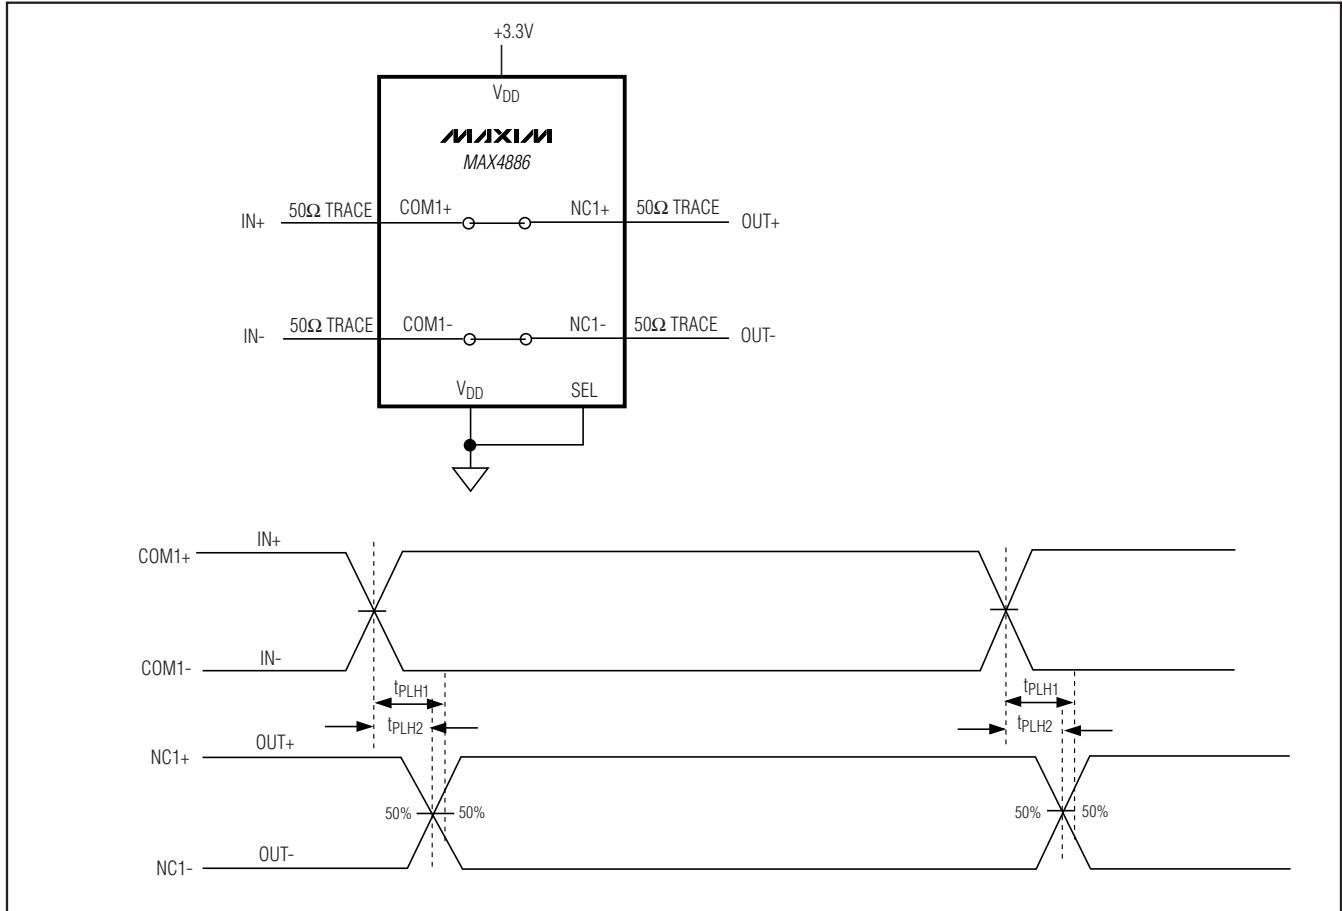 +3.3V
VDD
MAXIM
MAX4886
IN+ 50Ω TRACE COM1+ NC1+ 50Ω TRACE OUT+
IN- 50Ω TRACE COM1- NC1- 50Ω TRACE OUT-
VDD SEL
COM1+ IN+
COM1- IN-
tPLH1 tPLH1
tPLH2 tPLH2
NC1+ OUT+
50% 50% 50% 50%
NC1- OUT-